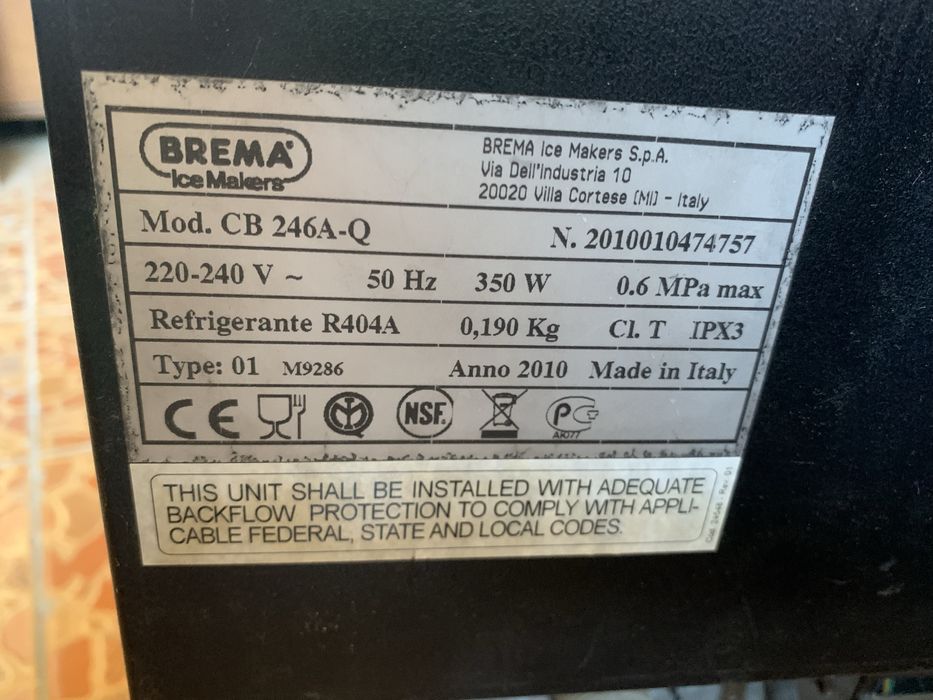 BREMA®
Ice Makers
BREMA Ice Makers S.p.A.
Via Dell'Industria 10
20020 Villa Cortese (MI) - Italy
Mod. CB 246A-Q N. 2010010474757
220-240 V ~ 50 Hz 350 W 0.6 MPa max
Refrigerante R404A 0,190 Kg Cl. T IPX3
Type: 01 M9286 Anno 2010 Made in Italy
CE NSF. PG
THIS UNIT SHALL BE INSTALLED WITH ADEQUATE
BACKFLOW PROTECTION TO COMPLY WITH APPLI-
CABLE FEDERAL, STATE AND LOCAL CODES.